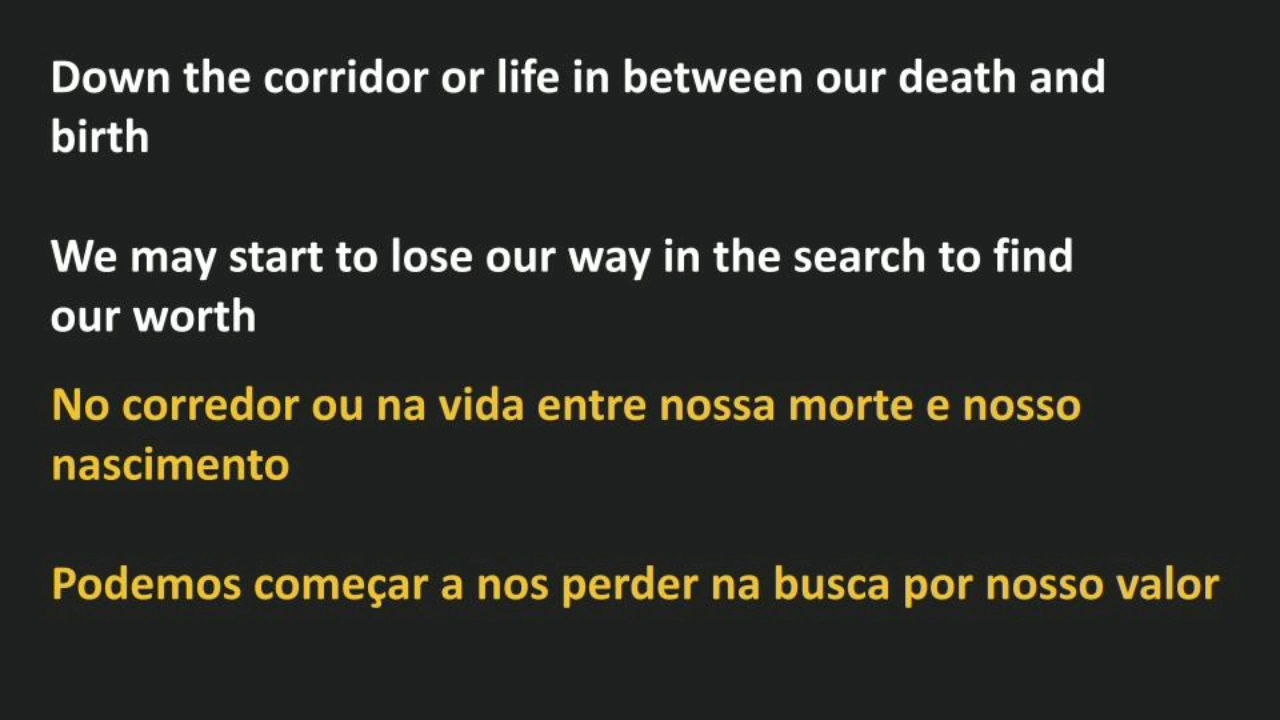 Down the corridor or life in between our death and
birth
We may start to lose our way in the search to find
our worth
No corredor ou na vida entre nossa morte e nosso
nascimento
Podemos começar a nos perder na busca por nosso valor